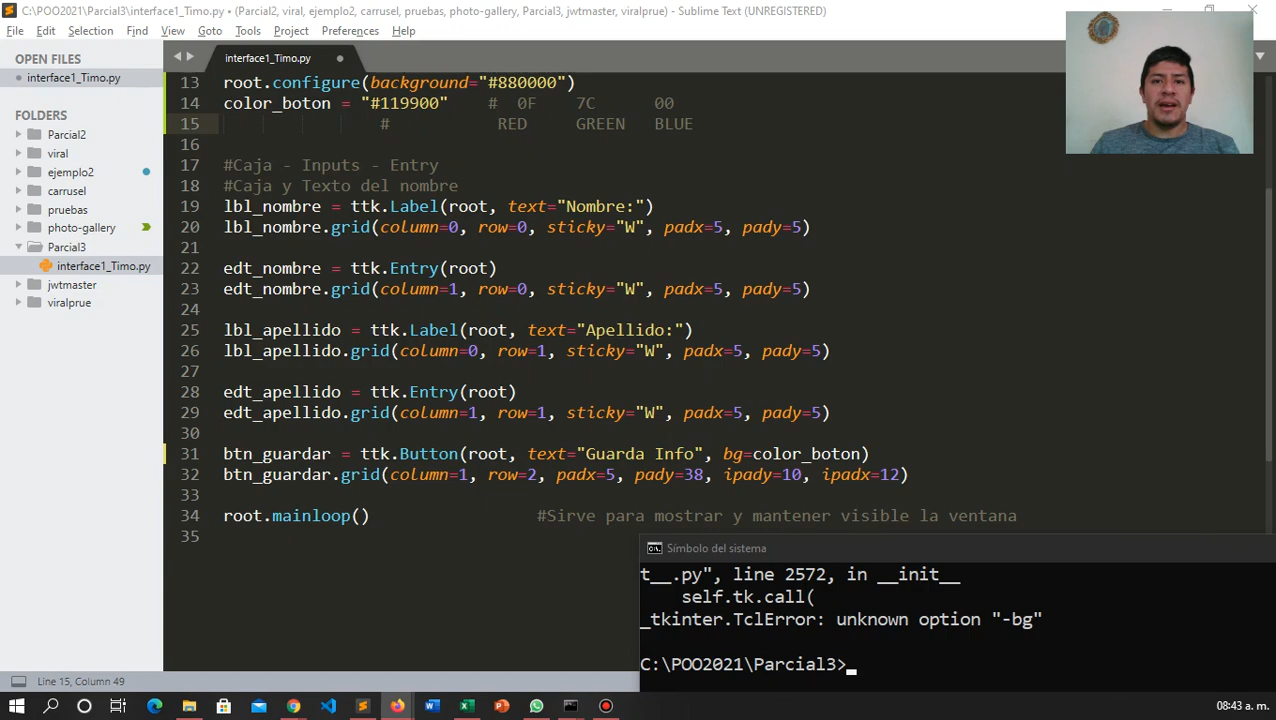 C:\POO2021\Parcial3\interface1_Timo.py • (Parcial2, viral, ejemplo2, carrusel, pruebas, photo-gallery, Parcial3, jwtmaster, viralprue) - Sublime Text (UNREGISTERED)
File Edit Selection Find View Goto Tools Project Preferences Help
OPEN FILES
interface1_Timo.py
FOLDERS
Parcial2
viral
ejemplo2
carrusel
pruebas
photo-gallery
Parcial3
interface1_Timo.py
jwtmaster
viralprue
interface1_Timo.py
13 root.configure(background="#880000")
14 color_boton = "#119900" # 0F 7C 00
15 # RED GREEN BLUE
16
17 #Caja - Inputs - Entry
18 #Caja y Texto del nombre
19 lbl_nombre = ttk.Label(root, text="Nombre:")
20 lbl_nombre.grid(column=0, row=0, sticky="W", padx=5, pady=5)
21
22 edt_nombre = ttk.Entry(root)
23 edt_nombre.grid(column=1, row=0, sticky="W", padx=5, pady=5)
24
25 lbl_apellido = ttk.Label(root, text="Apellido:")
26 lbl_apellido.grid(column=0, row=1, sticky="W", padx=5, pady=5)
27
28 edt_apellido = ttk.Entry(root)
29 edt_apellido.grid(column=1, row=1, sticky="W", padx=5, pady=5)
30
31 btn_guardar = ttk.Button(root, text="Guarda Info", bg=color_boton)
32 btn_guardar.grid(column=1, row=2, padx=5, pady=38, ipady=10, ipadx=12)
33
34 root.mainloop() #Sirve para mostrar y mantener visible la ventana
35
Símbolo del sistema
t__.py", line 2572, in __init__
self.tk.call(
_tkinter.TclError: unknown option "-bg"
C:\POO2021\Parcial3>
Line 15, Column 49
08:43 a. m.